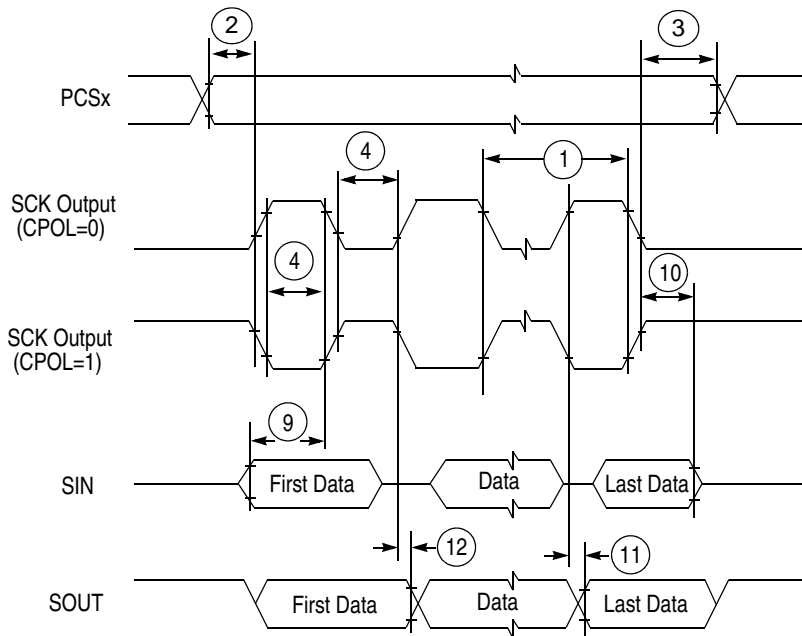 2
3
PCSx
4
1
SCK Output
(CPOL=0)
4
10
SCK Output
(CPOL=1)
9
SIN
First Data
Data
Last Data
12
11
SOUT
First Data
Data
Last Data